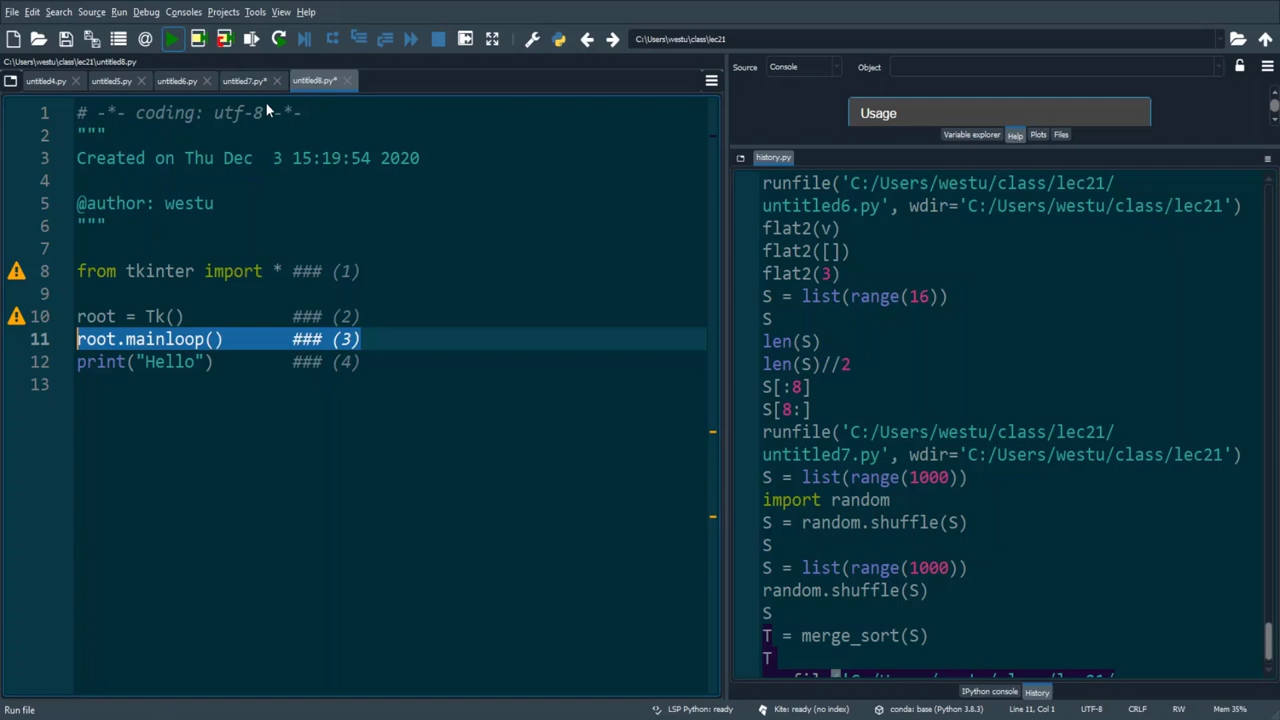 File Edit Search Source Run Debug Consoles Projects Tools View Help
C:\Users\westu\class\lec21
C:\Users\westu\class\lec21\untitled8.py
untitled4.py untitled5.py untitled6.py untitled7.py* untitled8.py*
1 # -*- coding: utf-8 -*-
2 """
3 Created on Thu Dec  3 15:19:54 2020
4
5 @author: westu
6 """
7
8 from tkinter import * ### (1)
9
10 root = Tk() ### (2)
11 root.mainloop() ### (3)
12 print("Hello") ### (4)
13
Source Console Object
Usage
Variable explorer Help Plots Files
history.py
runfile('C:/Users/westu/class/lec21/
untitled6.py', wdir='C:/Users/westu/class/lec21')
flat2(v)
flat2([])
flat2(3)
S = list(range(16))
S
len(S)
len(S)//2
S[:8]
S[8:]
runfile('C:/Users/westu/class/lec21/
untitled7.py', wdir='C:/Users/westu/class/lec21')
S = list(range(1000))
import random
S = random.shuffle(S)
S
S = list(range(1000))
random.shuffle(S)
S
T = merge_sort(S)
T
IPython console History
Run file LSP Python: ready Kite: ready (no index) conda: base (Python 3.8.3) Line 11, Col 1 UTF-8 CRLF RW Mem 35%